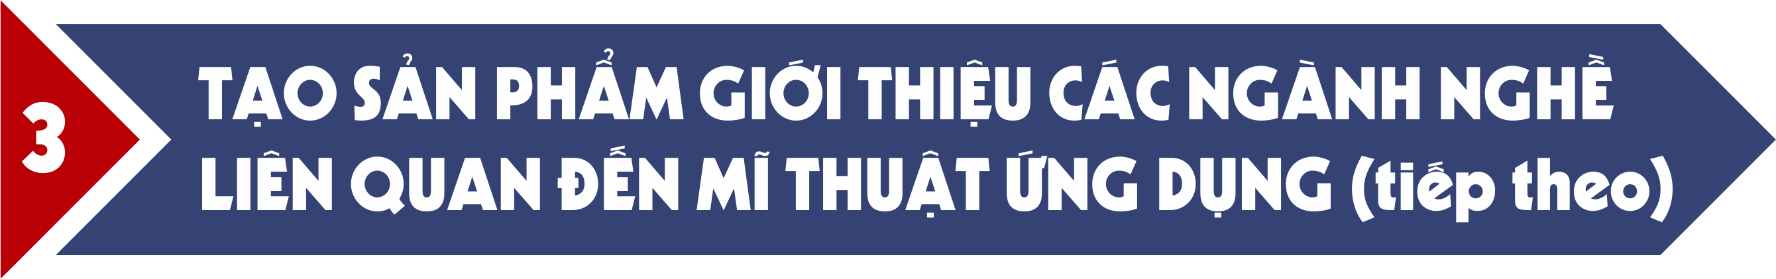 3
TẠO SẢN PHẨM GIỚI THIỆU CÁC NGÀNH NGHỀ
LIÊN QUAN ĐẾN MĨ THUẬT ỨNG DỤNG (tiếp theo)